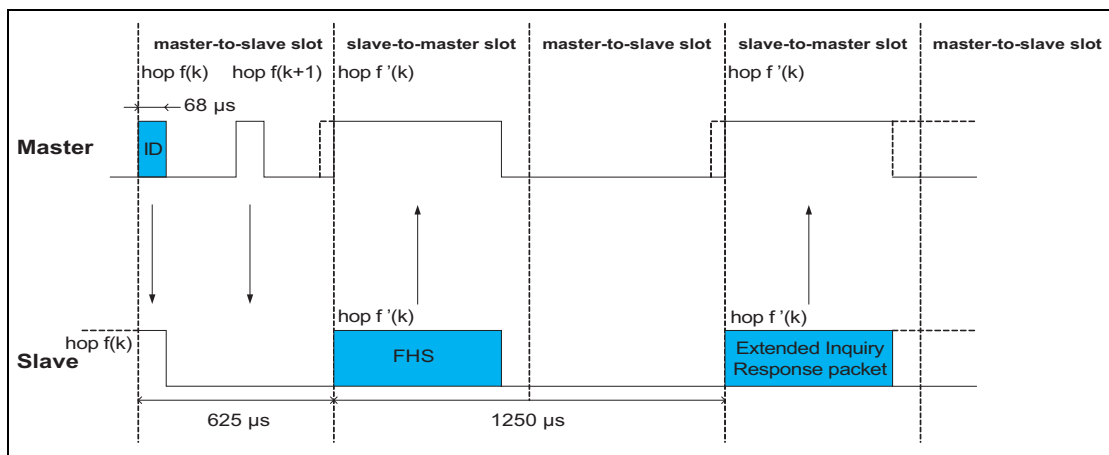 master-to-slave slot slave-to-master slot master-to-slave slot slave-to-master slot master-to-slave slot
hop f(k) hop f(k+1) hop f '(k) hop f '(k)
68 µs
Master
ID
hop f '(k) hop f '(k)
hop f(k)
Slave
FHS
Extended Inquiry
Response packet
625 µs 1250 µs